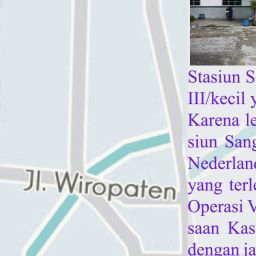 Jl. Wiropaten
Stasiun S
III/kecil y
Karena le
siun Sang
Nederland
yang terle
Operasi V
saan Kas
dengan ja